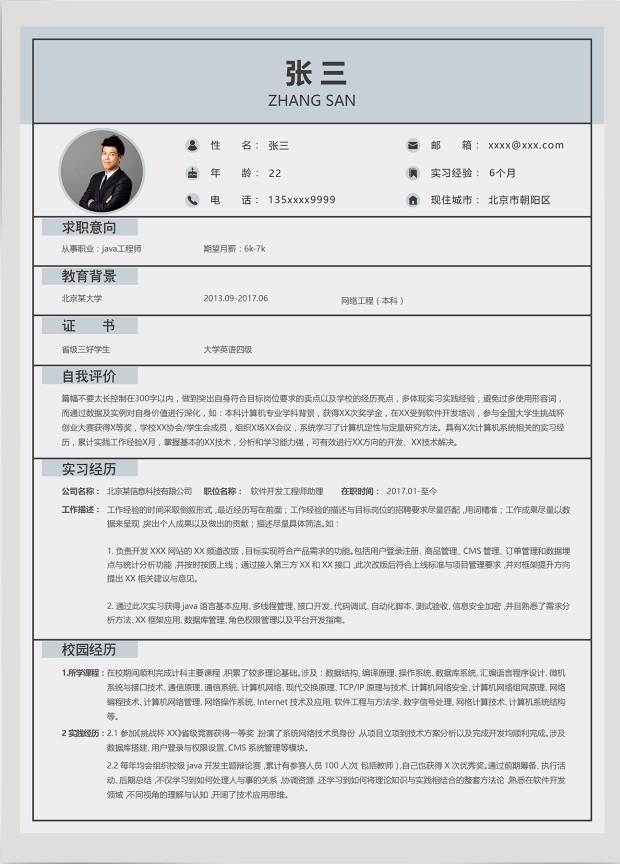 张三
ZHANG SAN
姓 名： 张三
邮 箱： xxxx@xxx.com
年 龄： 22
实习经验： 6个月
电 话： 135xxxx9999
现住城市： 北京市朝阳区
求职意向
从事职业：java工程师 期望月薪：6k-7k
教育背景
北京某大学 2013.09-2017.06 网络工程（本科）
证 书
省级三好学生 大学英语四级
自我评价
篇幅不要太长控制在300字以内，做到突出自身符合目标岗位要求的卖点以及学校的经历亮点，多体现实习实践经验，避免过多使用形容词，
而通过数据及实例对自身价值进行深化，如：本科计算机专业学科背景，获得XX次奖学金，在XX受到软件开发培训，参与全国大学生挑战杯
创业大赛获得X等奖，学校XX协会/学生会成员，组织X场XX会议，系统学习了计算机定性与定量研究方法。具有X次计算机系统相关的实习经
历，累计实践工作经验X月，掌握基本的XX技术，分析和学习能力强，可有效进行XX方向的开发、XX技术解决。
实习经历
公司名称： 北京某信息科技有限公司 职位名称： 软件开发工程师助理 在职时间： 2017.01-至今
工作描述： 工作经验的时间采取倒叙形式，最近经历写在前面；工作经验的描述与目标岗位的招聘要求尽量匹配，用词精准；工作成果尽量以数
据来呈现，突出个人成果以及做出的贡献；描述尽量具体简洁。如：
1. 负责开发 XXX 网站的 XX 频道改版，目标实现符合产品需求的功能。包括用户登录注册、商品管理、CMS 管理、订单管理和数据埋
点与统计分析功能，并按时按质上线；通过接入第三方 XX 和 XX 接口，此次改版后符合上线标准与项目管理要求，并对框架提升方向
提出 XX 相关建议与意见。
2. 通过此次实习获得 java 语言基本应用、多线程管理、接口开发、代码调试、自动化脚本、测试验收、信息安全加密，并且熟悉了需求分
析方法、XX 框架应用、数据库管理、角色权限管理以及平台开发指南。
校园经历
1.所学课程：在校期间顺利完成计科主要课程，积累了较多理论基础。涉及：数据结构、编译原理、操作系统、数据库系统，汇编语言程序设计、微机
系统与接口技术、通信原理、通信系统、计算机网络、现代交换原理、TCP/IP 原理与技术、计算机网络安全、计算机网络组网原理、网络
编程技术、计算机网络管理、网络操作系统、Internet 技术及应用、软件工程与方法学、数字信号处理、网格计算技术、计算机系统结构
等。
2 实践经历：2.1 参加《挑战杯 XX》省级竞赛获得一等奖，扮演了系统网络技术员身份，从项目立项到技术方案分析以及完成开发均顺利完成。涉及
数据库搭建、用户登录与权限设置、CMS 系统管理等模块。
2.2 每年均会组织校级 java 开发主题辩论赛，累计有参赛人员 100 人次（包括教师），自己也获得 X 次优秀奖。通过前期筹备、执行活
动、后期总结，不仅学习到如何处理人与事的关系，协调资源，还学习到如何将理论知识与实践相结合的整套方法论，熟悉在软件开发
领域，不同视角的理解与认知，开阔了技术应用思维。